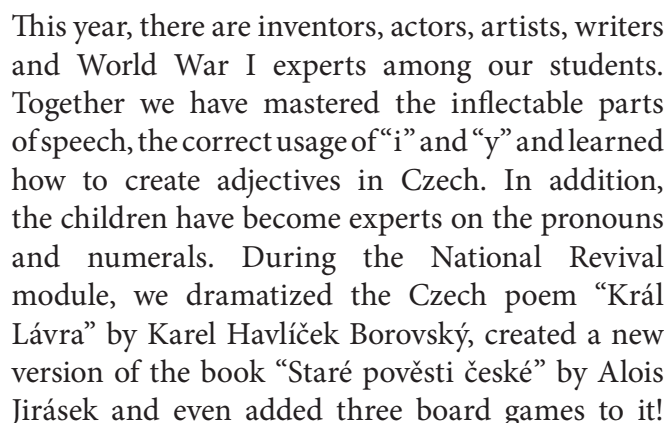 This year, there are inventors, actors, artists, writers
and World War I experts among our students.
Together we have mastered the inflectable parts
of speech, the correct usage of “i” and “y” and learned
how to create adjectives in Czech. In addition,
the children have become experts on the pronouns
and numerals. During the National Revival
module, we dramatized the Czech poem “Král
Lávra” by Karel Havlíček Borovský, created a new
version of the book “Staré pověsti české” by Alois
Jirásek and even added three board games to it!